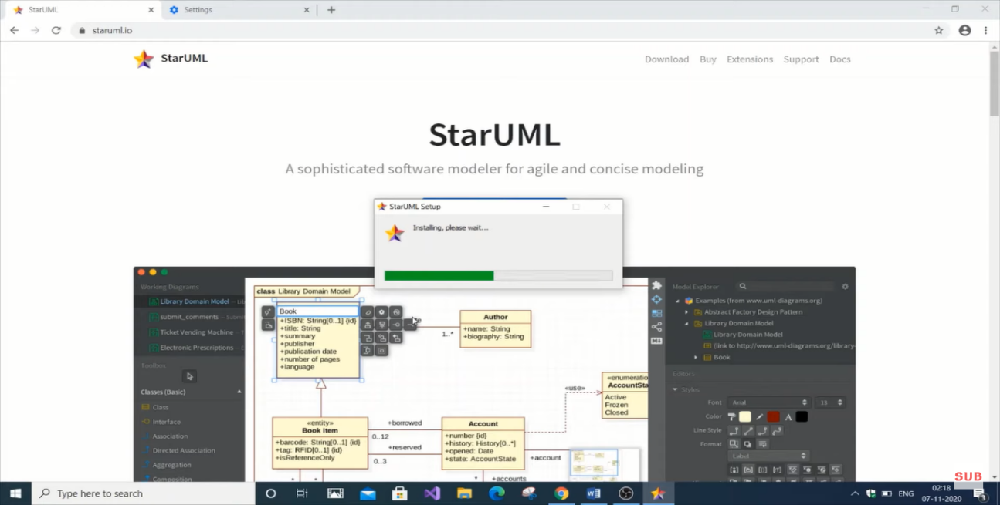 StarUML
Settings
staruml.io
StarUML
Download Buy Extensions Support Docs
StarUML
A sophisticated software modeler for agile and concise modeling
StarUML Setup
Installing, please wait...
Working Diagrams
Library Domain Model
submit_comments
Ticket Vending Machine
Electronic Prescriptions
Toolbox
Classes (Basic)
Class
Interface
Association
Directed Association
Aggregation
Composition
class Library Domain Model
Book
+ISBN: String[0..1] {id}
+title: String
+summary
+publisher
+publication date
+number of pages
+language
1..*
Author
+name: String
+biography: String
«use»
«enumeratio
AccountSta
Active
Frozen
Closed
«entity»
Book Item
+barcode: String[0..1] {id}
+tag: RFID[0..1] {id}
+isReferenceOnly
+borrowed
0..12
+reserved
0..3
Account
+number {id}
+history: History[0..*]
+opened: Date
+state: AccountState
+account
+accounts
Model Explorer
Examples (from www.uml-diagrams.org)
Abstract Factory Design Pattern
Library Domain Model
Library Domain Model
(link to http://www.uml-diagrams.org/library-
Book
Editors
Styles
Font Arial 13
Color A
Line Style
Format
Label
SUB
Type here to search
ENG
02:18
07-11-2020
3